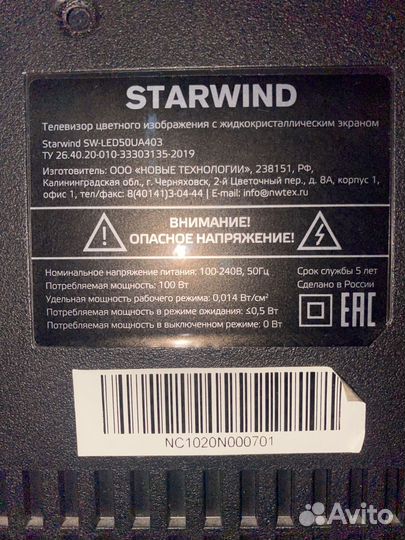 STARWIND
Телевизор цветного изображения с жидкокристаллическим экраном
Starwind SW-LED50UA403
ТУ 26.40.20-010-33303135-2019
Изготовитель: ООО «НОВЫЕ ТЕХНОЛОГИИ», 238151, РФ,
Калининградская обл., г. Черняховск, 2-й Цветочный пер., д. 8А, корпус 1,
офис 1, тел/факс: 8(40141)3-04-44 | E-mail: info@nwtex.ru
ВНИМАНИЕ!
ОПАСНОЕ НАПРЯЖЕНИЕ!
Номинальное напряжение питания: 100-240В, 50Гц
Потребляемая мощность: 100 Вт
Удельная мощность рабочего режима: 0,014 Вт/см²
Потребляемая мощность в режиме ожидания: ≤0,5 Вт
Потребляемая мощность в выключенном режиме: 0 Вт
Срок службы 5 лет
Сделано в России
EAC
NC1020N000701
Avito